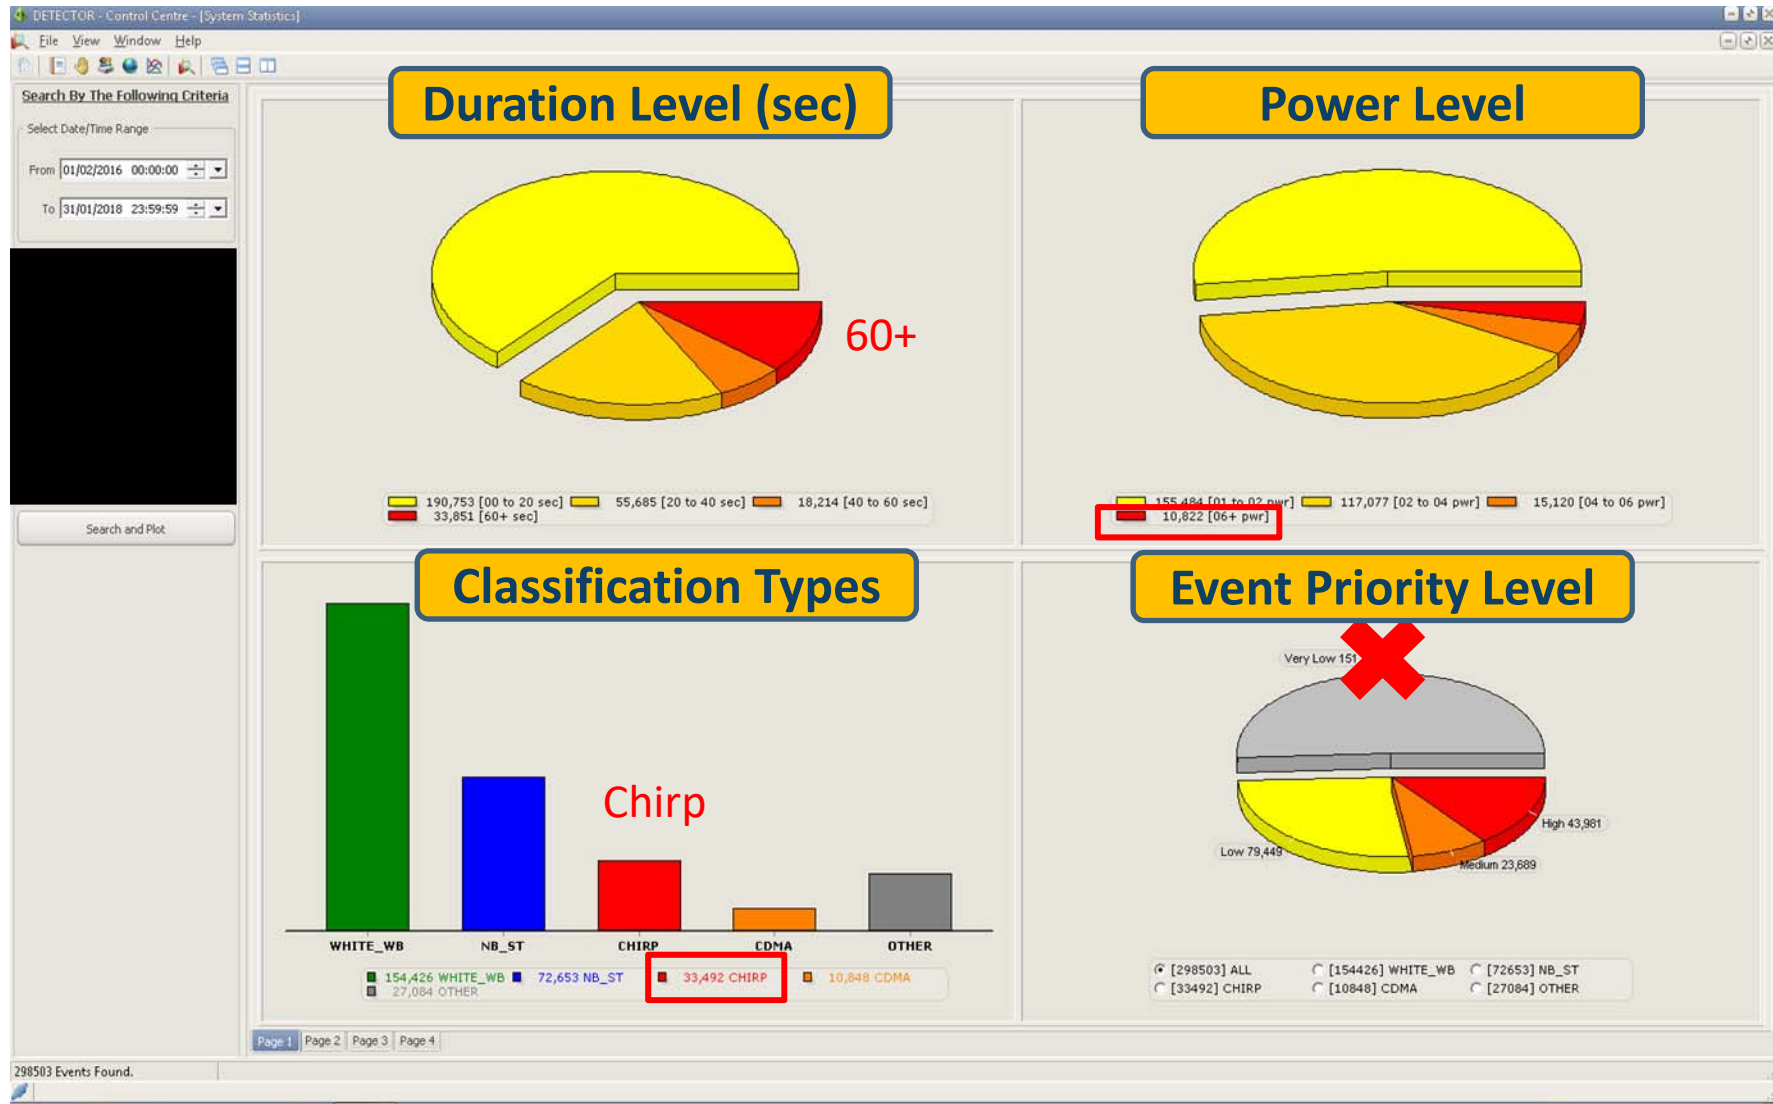 DETECTOR - Control Centre - [System Statistics]
File View Window Help
Search By The Following Criteria
Select Date/Time Range
From 01/02/2016 00:00:00
To 31/01/2018 23:59:59
Search and Plot
Duration Level (sec)
60+
190,753 [00 to 20 sec] 55,685 [20 to 40 sec] 18,214 [40 to 60 sec]
33,851 [60+ sec]
Power Level
155,484 [01 to 02 pwr] 117,077 [02 to 04 pwr] 15,120 [04 to 06 pwr]
10,822 [06+ pwr]
Classification Types
Chirp
WHITE_WB NB_ST CHIRP CDMA OTHER
154,426 WHITE_WB 72,653 NB_ST 33,492 CHIRP 10,848 CDMA
27,084 OTHER
Event Priority Level
Very Low 151
High 43,981
Low 79,449
Medium 23,689
[298503] ALL [154426] WHITE_WB [72653] NB_ST
[33492] CHIRP [10848] CDMA [27084] OTHER
Page 1 Page 2 Page 3 Page 4
298503 Events Found.